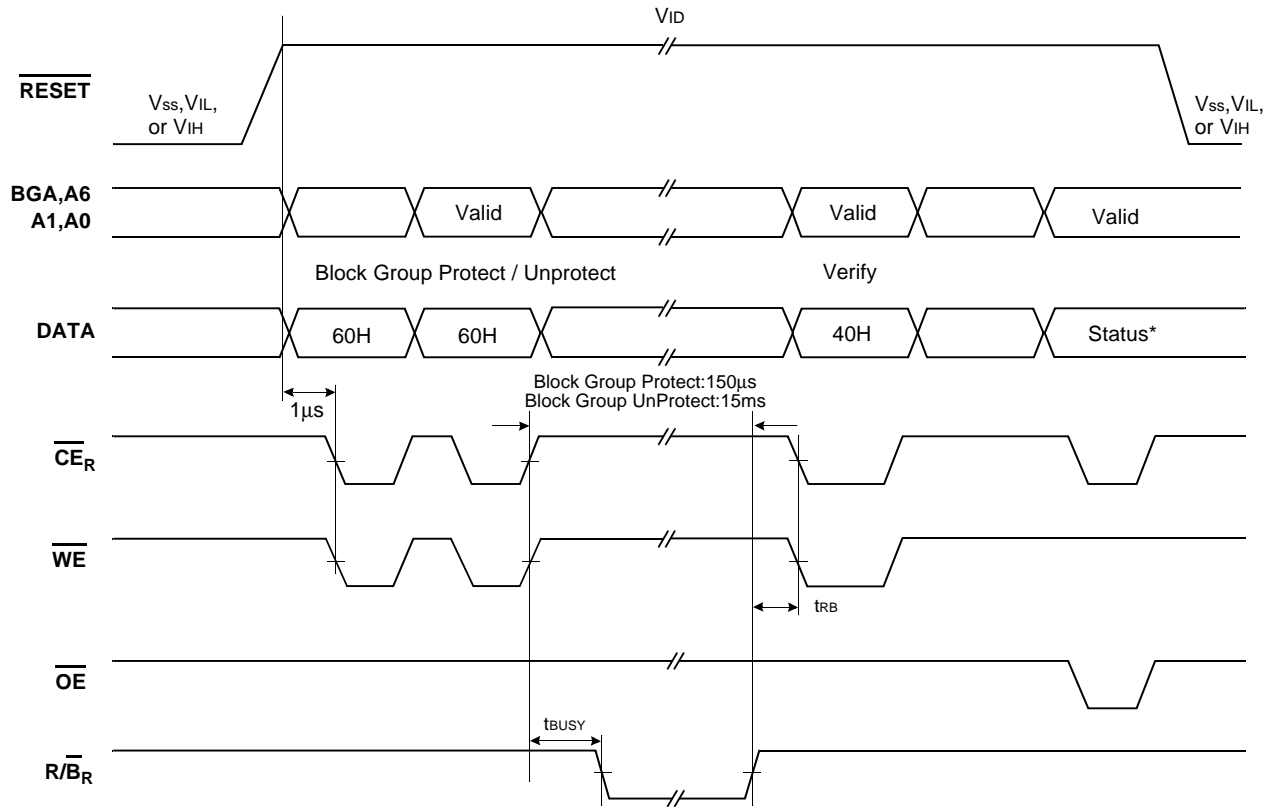 VID
RESET
Vss,VIL,
or VIH
Vss,VIL,
or VIH
BGA,A6
A1,A0
Valid
Valid
Valid
Block Group Protect / Unprotect
Verify
DATA
60H
60H
40H
Status*
Block Group Protect:150μs
Block Group UnProtect:15ms
1μs
CER
WE
tRB
OE
tBUSY
R/BR